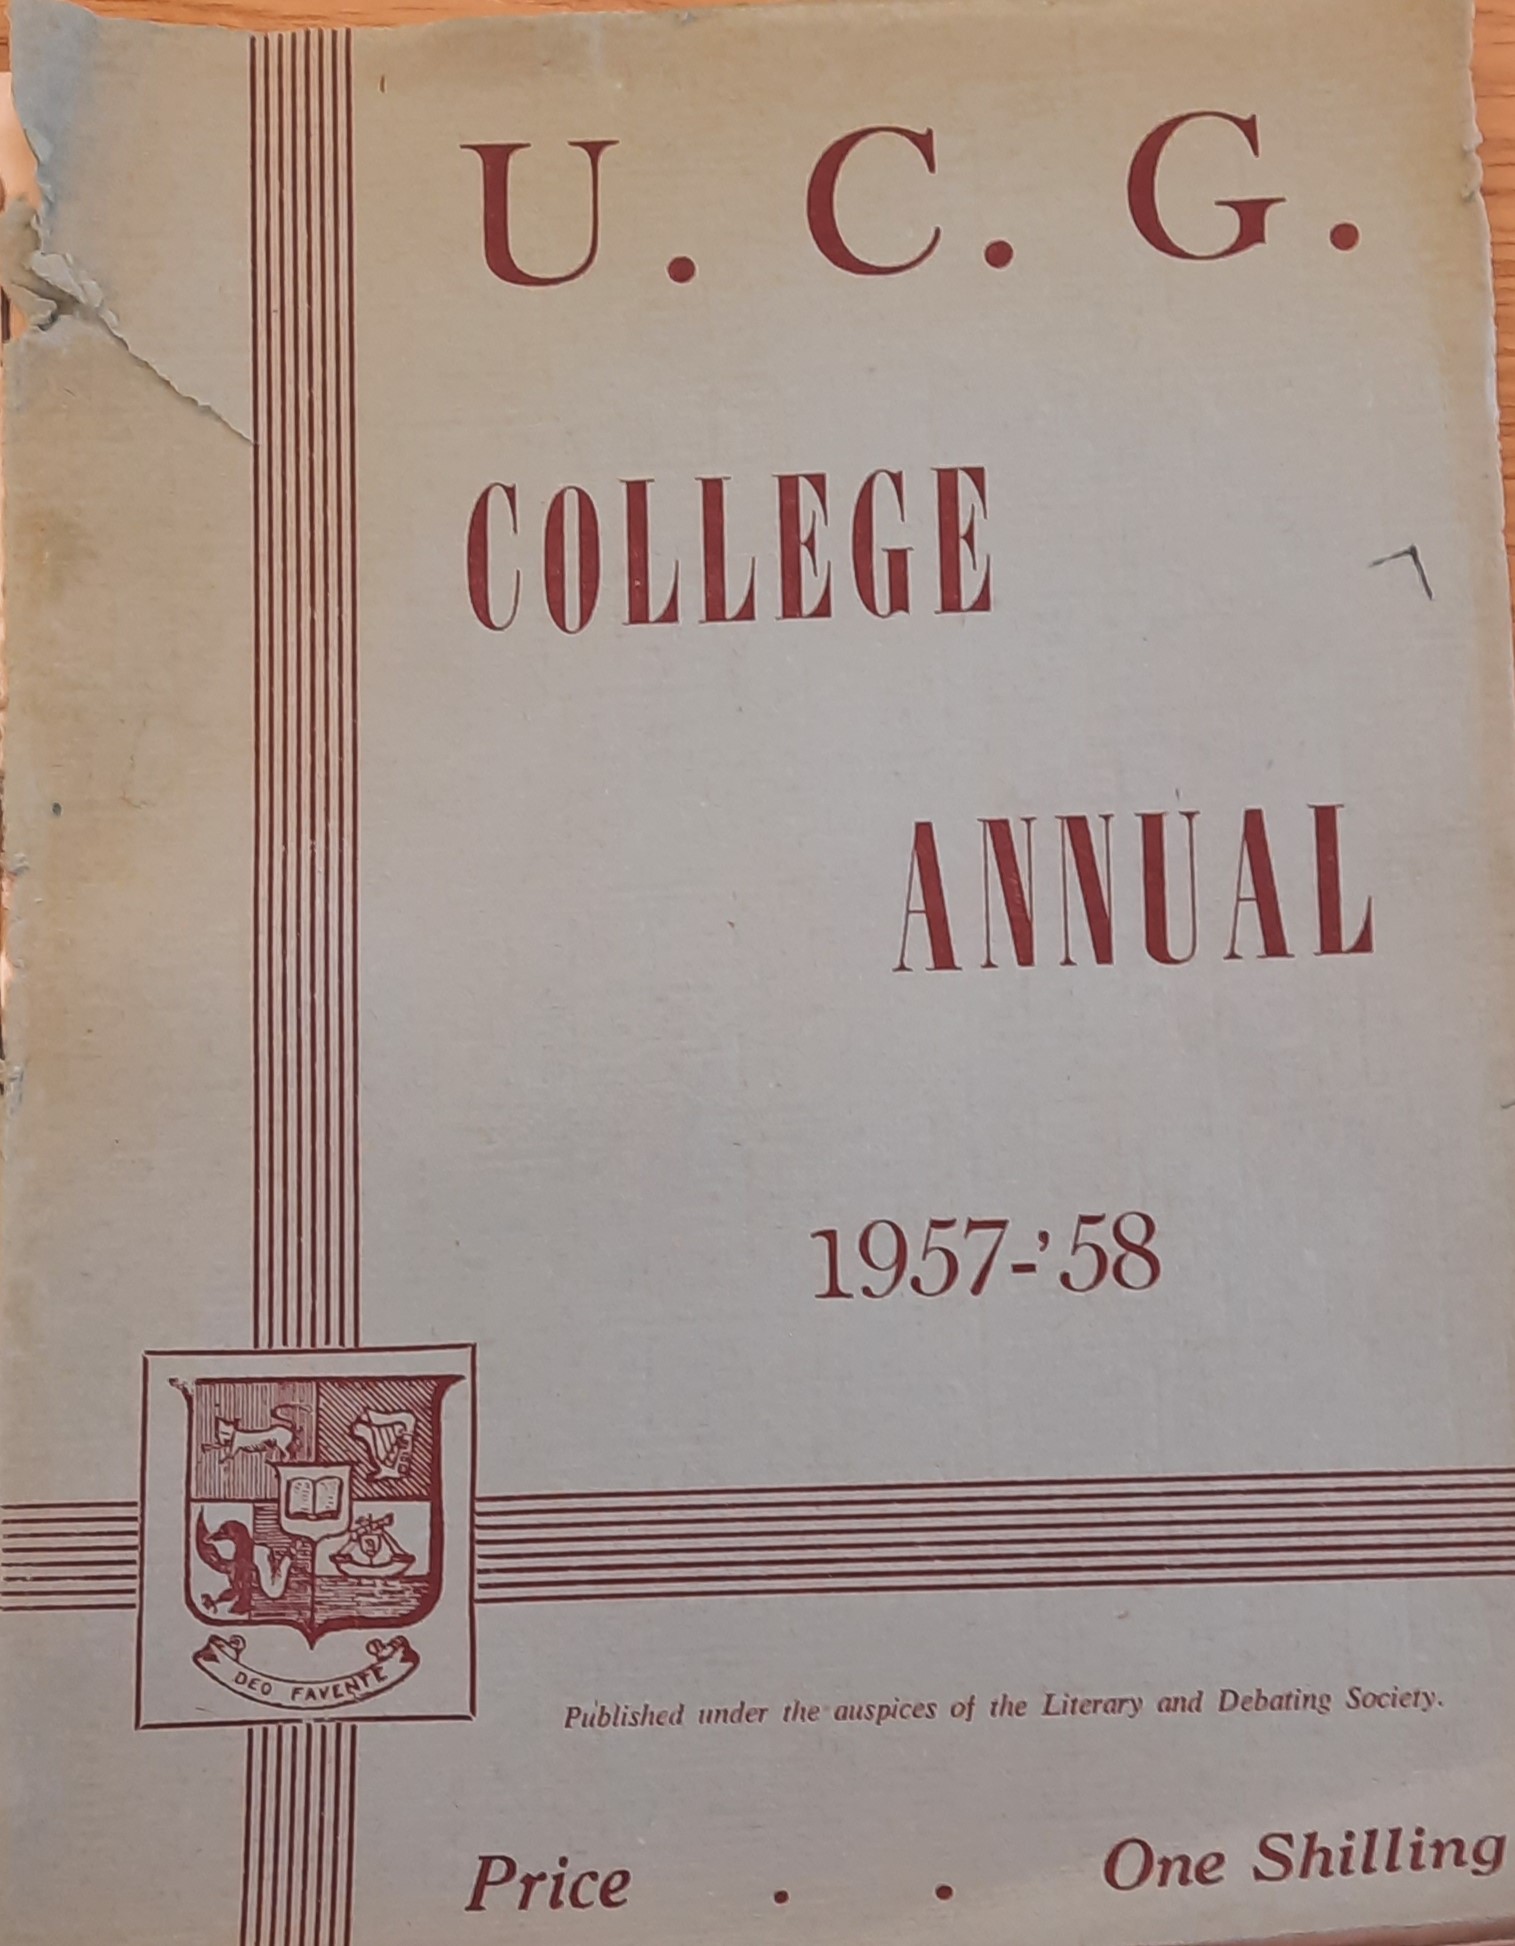 U. C. G.
COLLEGE
ANNUAL
1957-'58
DEO FAVENTE
Published under the auspices of the Literary and Debating Society.
Price . . One Shilling